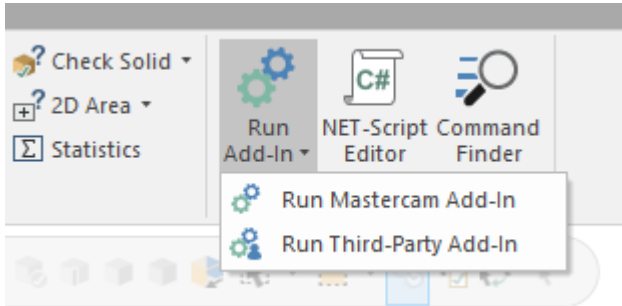 Check Solid
2D Area
Σ Statistics
Run
Add-In
C#
NET-Script
Editor
Command
Finder
Run Mastercam Add-In
Run Third-Party Add-In